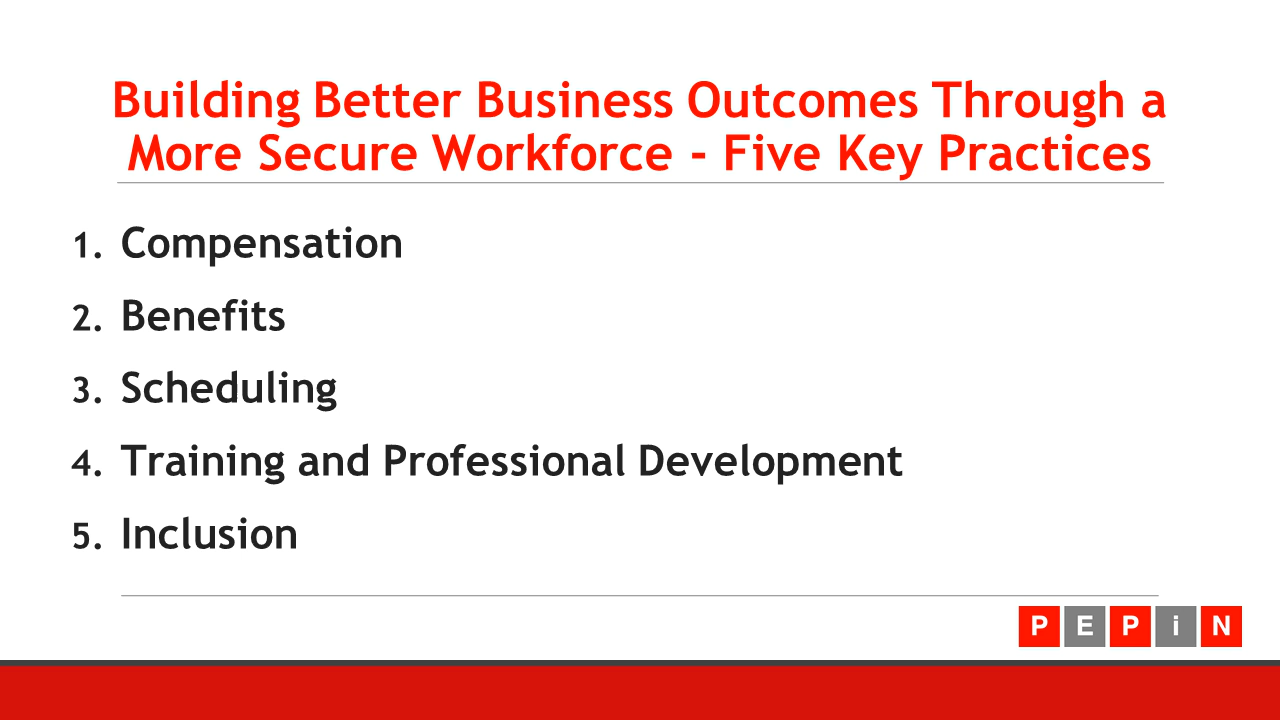 Building Better Business Outcomes Through a
More Secure Workforce - Five Key Practices
1. Compensation
2. Benefits
3. Scheduling
4. Training and Professional Development
5. Inclusion
PEPiN